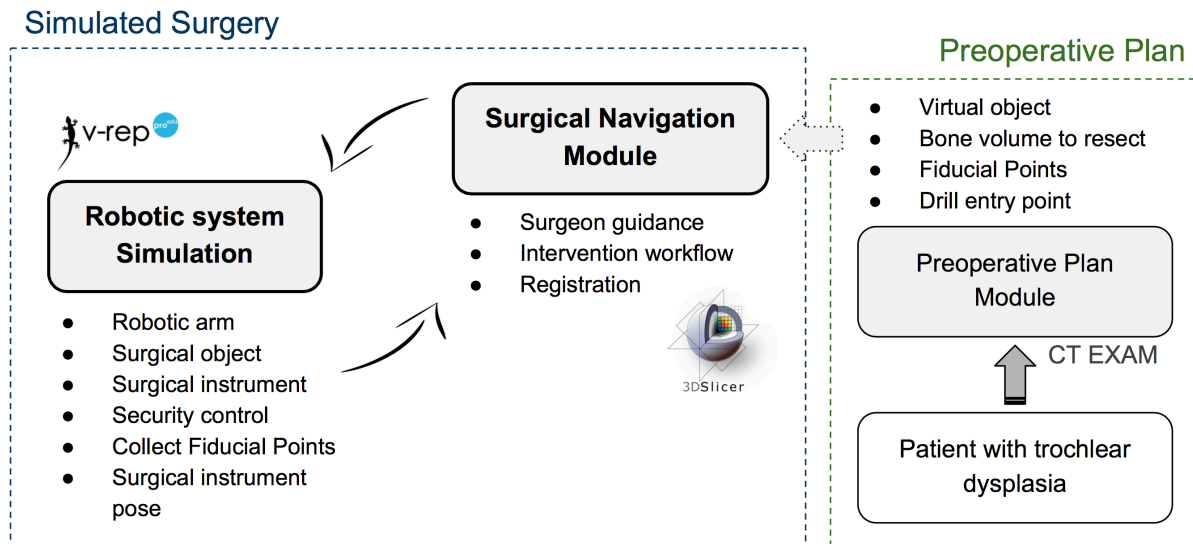 Simulated Surgery
Preoperative Plan
v-rep
pro edu
Robotic system
Simulation
● Robotic arm
● Surgical object
● Surgical instrument
● Security control
● Collect Fiducial Points
● Surgical instrument
pose
Surgical Navigation
Module
● Surgeon guidance
● Intervention workflow
● Registration
3DSlicer
● Virtual object
● Bone volume to resect
● Fiducial Points
● Drill entry point
Preoperative Plan
Module
CT EXAM
Patient with trochlear
dysplasia